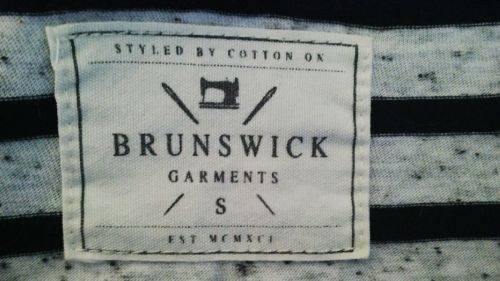 STYLED BY COTTON ON
BRUNSWICK
GARMENTS
S
EST MCMXCI